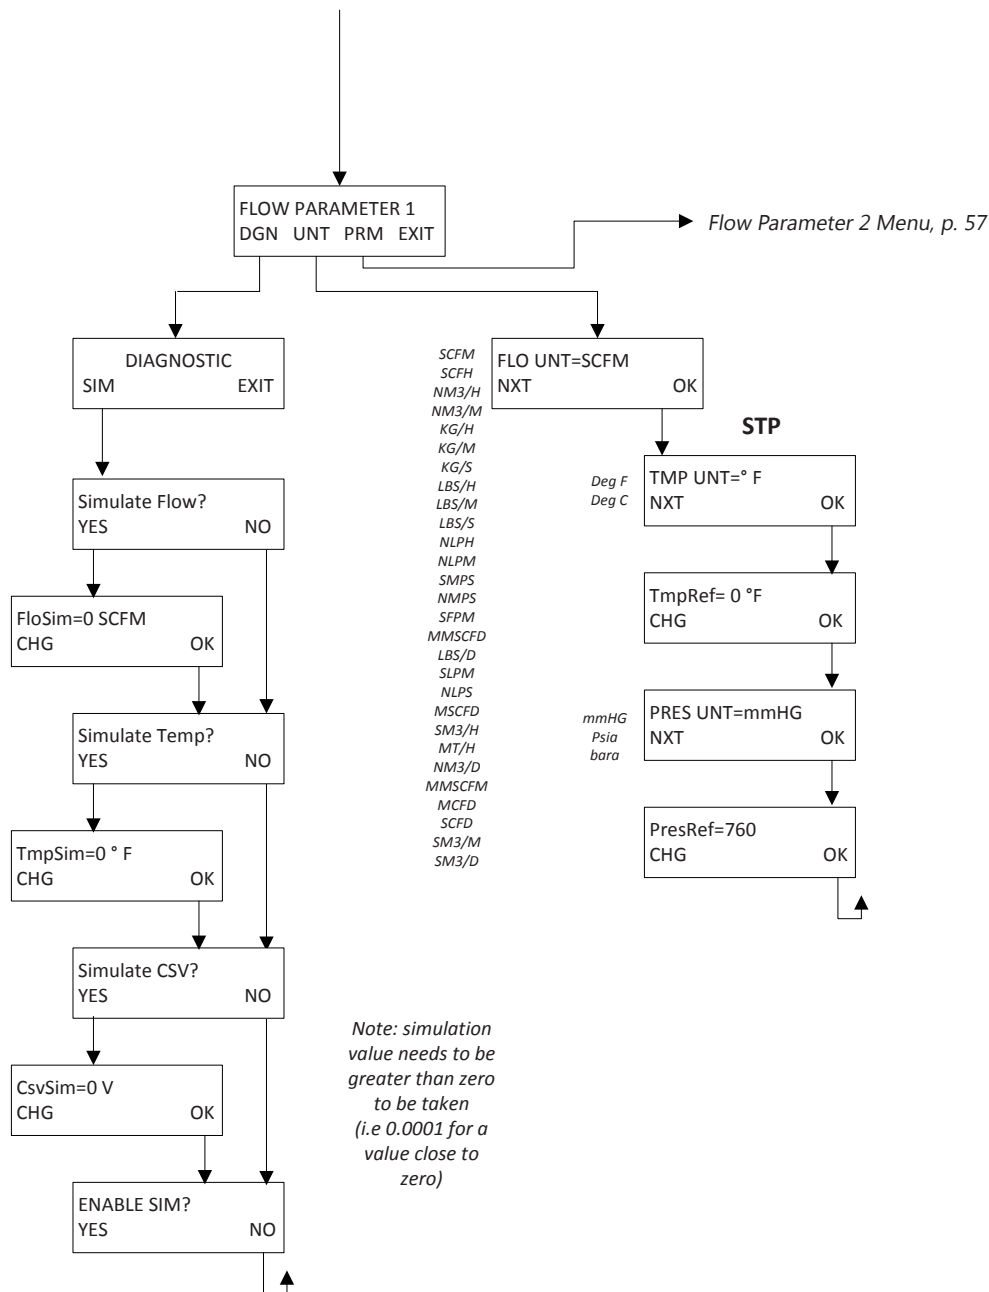 FLOW PARAMETER 1
DGN UNT PRM EXIT
Flow Parameter 2 Menu, p. 57
DIAGNOSTIC
SIM EXIT
Simulate Flow?
YES NO
FloSim=0 SCFM
CHG OK
Simulate Temp?
YES NO
TmpSim=0 ° F
CHG OK
Simulate CSV?
YES NO
CsvSim=0 V
CHG OK
ENABLE SIM?
YES NO
SCFM
SCFH
NM3/H
NM3/M
KG/H
KG/M
KG/S
LBS/H
LBS/M
LBS/S
NLPH
NLPM
SMPS
NMPS
SFPM
MMSCFD
LBS/D
SLPM
NLPS
MSCFD
SM3/H
MT/H
NM3/D
MMSCFM
MCFD
SCFD
SM3/M
SM3/D
FLO UNT=SCFM
NXT OK
STP
Deg F
Deg C
TMP UNT=° F
NXT OK
TmpRef= 0 °F
CHG OK
mmHG
Psia
bara
PRES UNT=mmHG
NXT OK
PresRef=760
CHG OK
Note: simulation
value needs to be
greater than zero
to be taken
(i.e 0.0001 for a
value close to
zero)